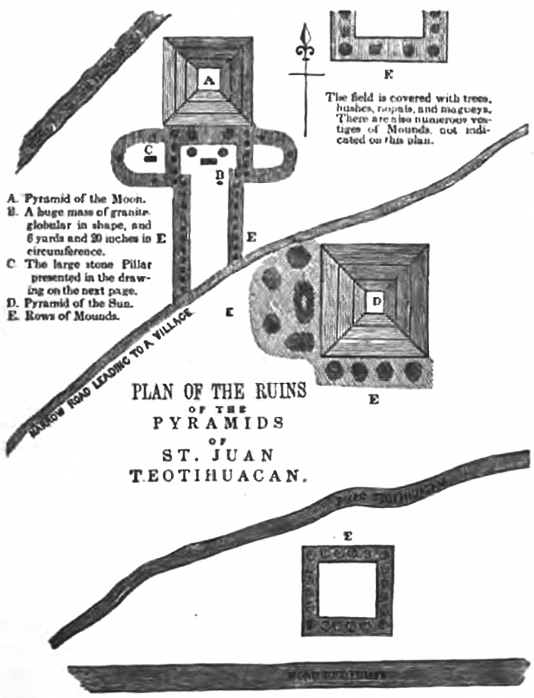 A
E
The field is covered with trees,
bushes, nopals, and magueys.
There are also numerous ves-
tiges of Mounds, not indi-
cated on this plan.
C
D
A. Pyramid of the Moon.
B. A huge mass of granite,
globular in shape, and
6 yards and 20 inches in
circumference.
C. The large stone Pillar
presented in the draw-
ing on the next page.
D. Pyramid of the Sun.
E. Rows of Mounds.
E
E
D
E
NARROW ROAD LEADING TO A VILLAGE
E
PLAN OF THE RUINS
OF THE
PYRAMIDS
OF
ST. JUAN
TEOTIHUACAN.
TEOTIHUACAN
E